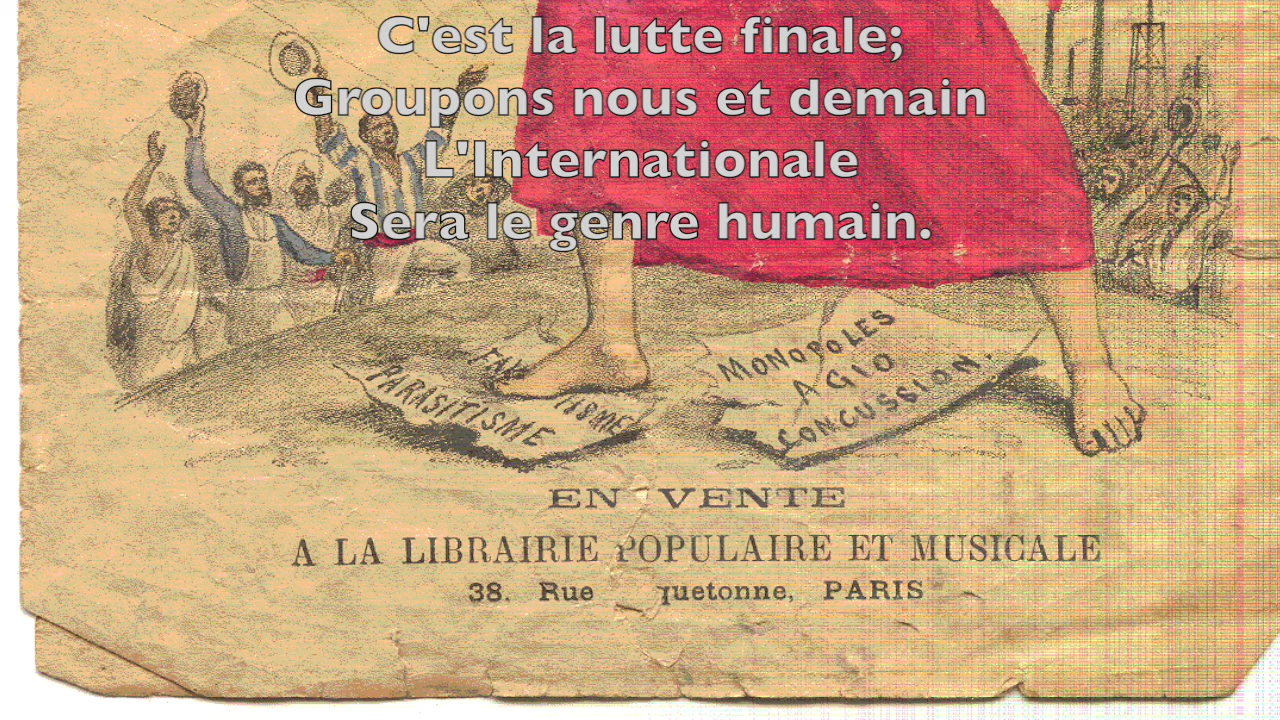 C'est la lutte finale;
Groupons nous et demain
L'Internationale
Sera le genre humain.
MONOPOLES
AGIO
CONCUSSION.
PARASITISME
EN VENTE
A LA LIBRAIRIE POPULAIRE ET MUSICALE
38. Rue quetonne, PARIS